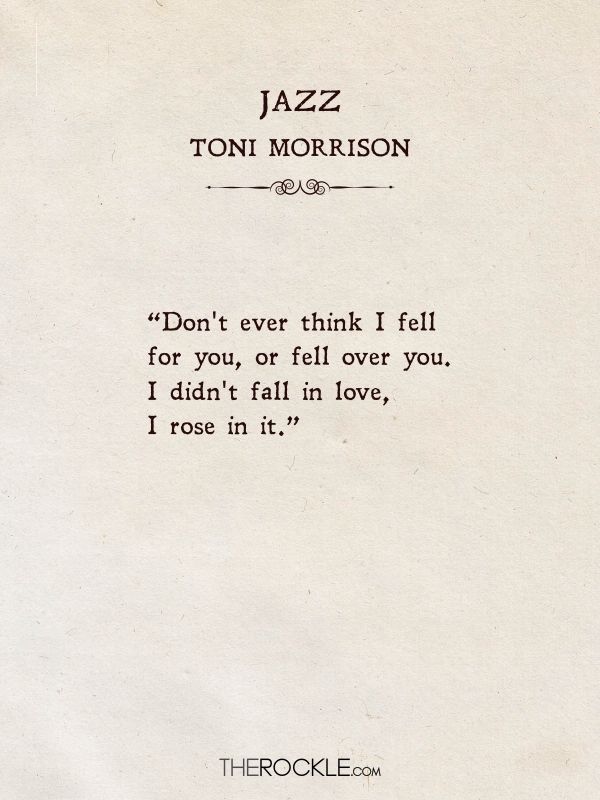 JAZZ
TONI MORRISON
“Don't ever think I fell
for you, or fell over you.
I didn't fall in love,
I rose in it.”
THEROCKLE.COM